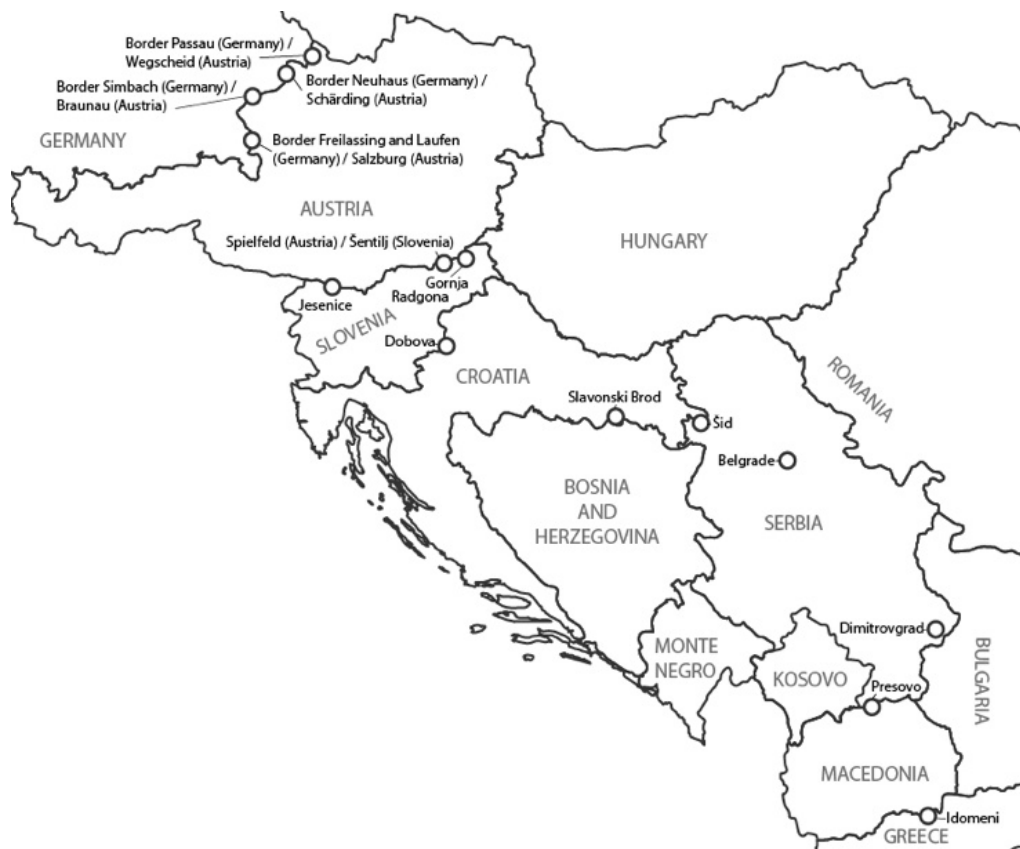 Border Passau (Germany) /
Wegscheid (Austria)
Border Simbach (Germany) /
Braunau (Austria)
Border Neuhaus (Germany) /
Schärding (Austria)
GERMANY
Border Freilassing and Laufen
(Germany) / Salzburg (Austria)
AUSTRIA
HUNGARY
Spielfeld (Austria) / Šentilj (Slovenia)
Gornja
Radgona
Jesenice
SLOVENIA
Dobova
CROATIA
ROMANIA
Slavonski Brod
Šid
Belgrade
BOSNIA
AND
HERZEGOVINA
SERBIA
Dimitrovgrad
MONTE
NEGRO
KOSOVO
Presovo
BULGARIA
MACEDONIA
Idomeni
GREECE